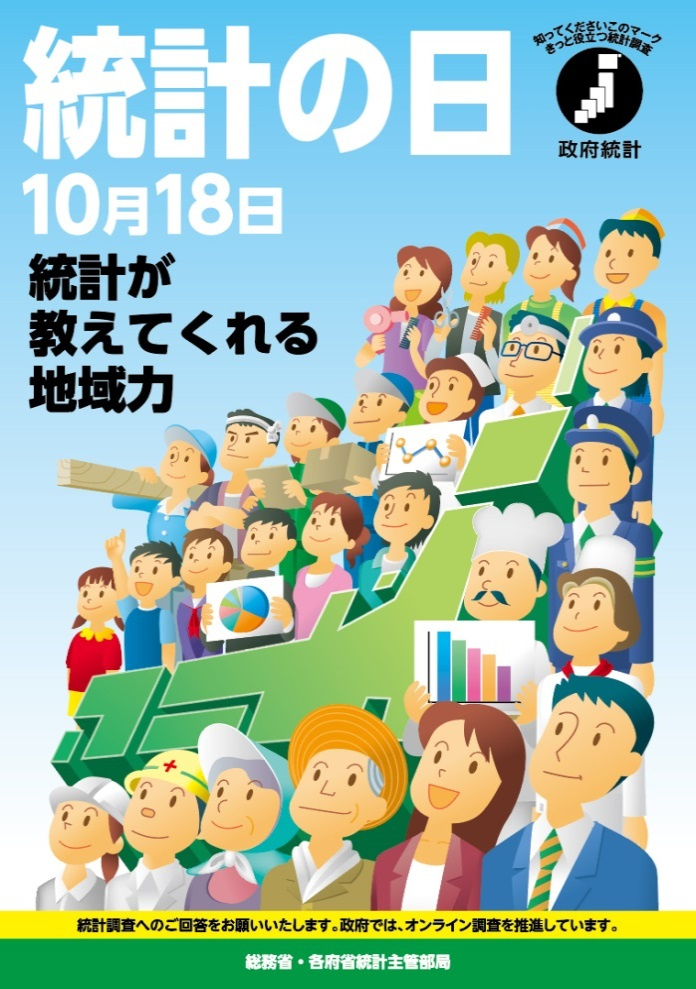 統計の日
10月18日
知ってくださいこのマーク
きっと役立つ統計調査
政府統計
統計が
教えてくれる
地域力
統計調査へのご回答をお願いいたします。政府では、オンライン調査を推進しています。
総務省・各府省統計主管部局